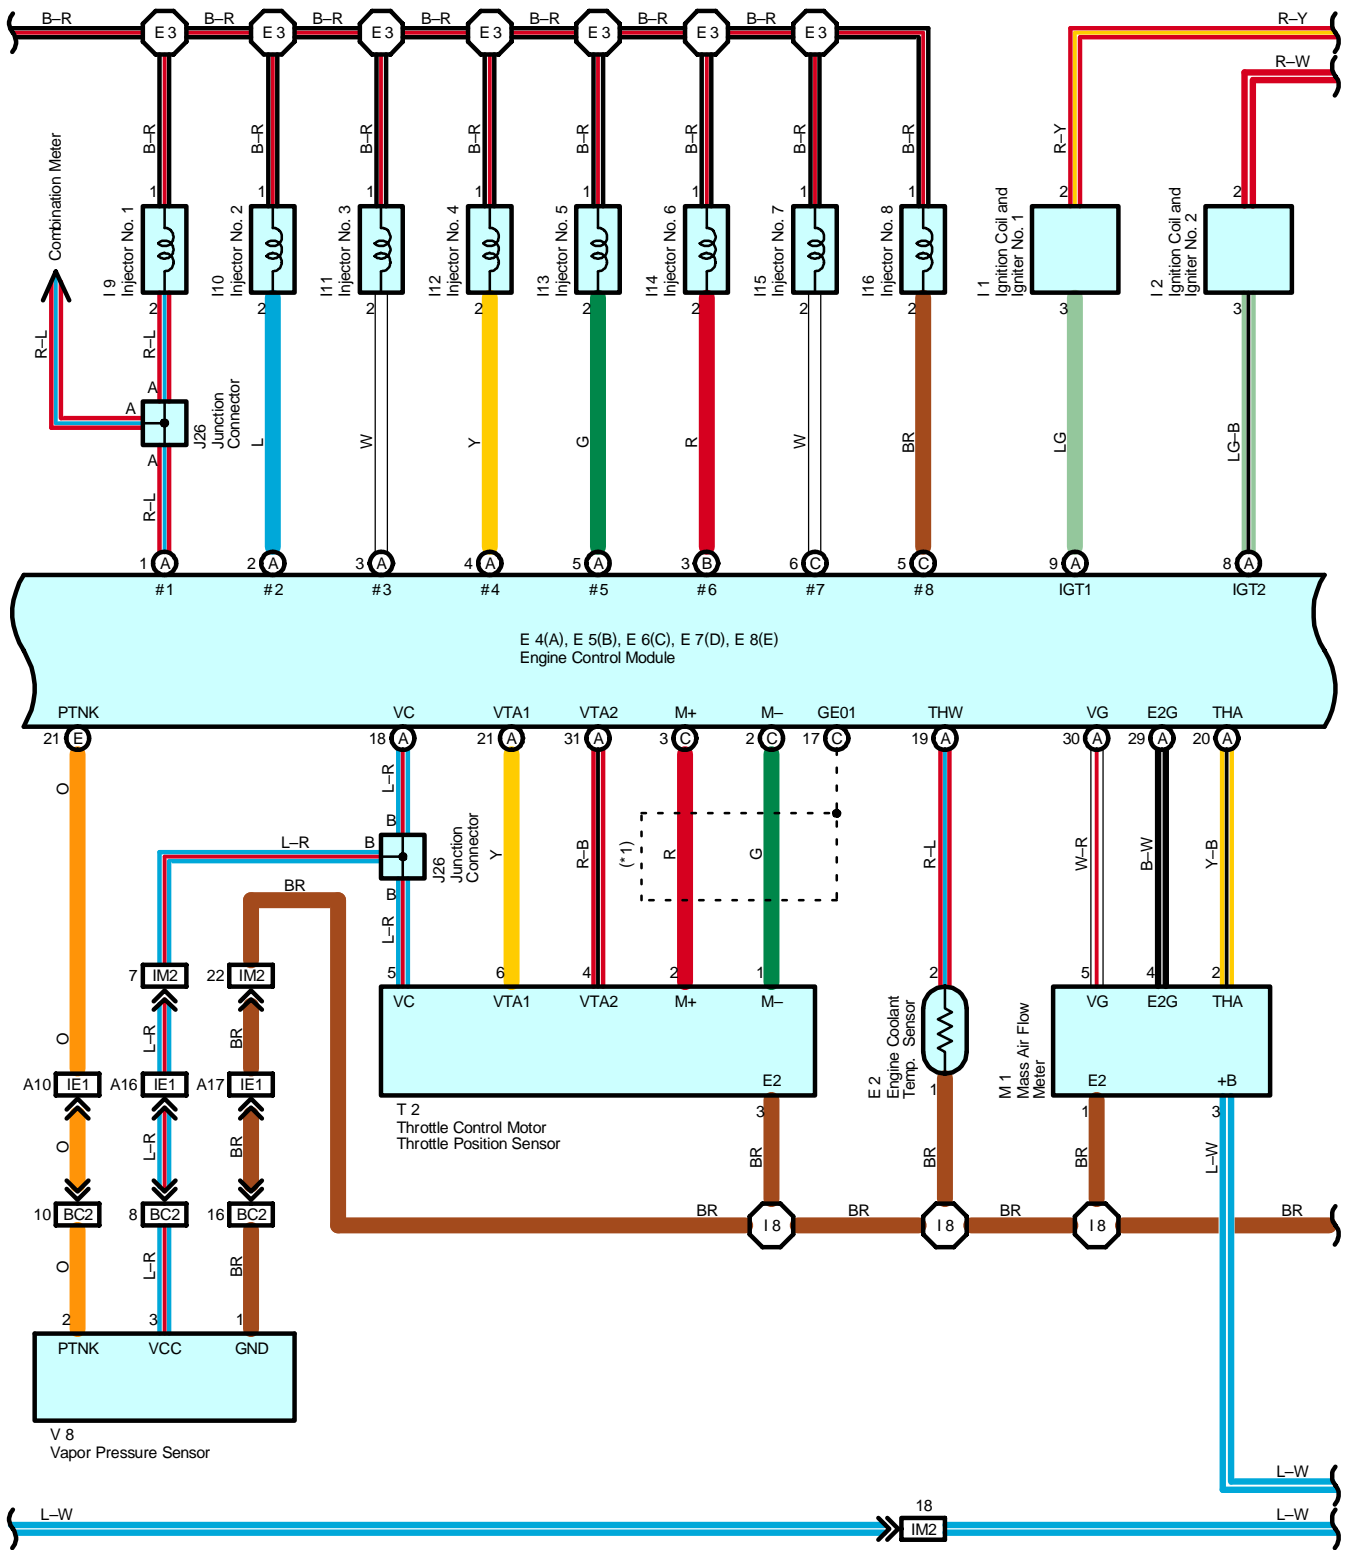 B–R B–R B–R B–R B–R B–R B–R R–Y
E 3 E 3 E 3 E 3 E 3 E 3 E 3
R–W
B–R B–R B–R B–R B–R B–R B–R B–R R–Y
Combination Meter
1 1 1 1 1 1 1 1 2 2
I 9
Injector No. 1
I10
Injector No. 2
I11
Injector No. 3
I12
Injector No. 4
I13
Injector No. 5
I14
Injector No. 6
I15
Injector No. 7
I16
Injector No. 8
I 1
Ignition Coil and
Igniter No. 1
I 2
Ignition Coil and
Igniter No. 2
2 2 2 2 2 2 2 2 3 3
R–L R–L
A
A
J26
Junction
Connector
A
L W Y G R W BR LG LG–B
R–L
1 A 2 A 3 A 4 A 5 A 3 B 6 C 5 C 9 A 8 A
#1 #2 #3 #4 #5 #6 #7 #8 IGT1 IGT2
E 4(A), E 5(B), E 6(C), E 7(D), E 8(E)
Engine Control Module
PTNK VC VTA1 VTA2 M+ M– GE01 THW VG E2G THA
21 E 18 A 21 A 31 A 3 C 2 C 17 C 19 A 30 A 29 A 20 A
O L–R
B
L–R B
J26
Junction
Connector
Y R–B (*1) R G R–L W–R B–W Y–B
BR B
L–R
7 IM2 22 IM2 5 6 4 2 1 2 5 4 2
VC VTA1 VTA2 M+ M– VG E2G THA
O L–R BR
E 2
Engine Coolant
Temp. Sensor
M 1
Mass Air Flow
Meter
A10 IE1 A16 IE1 A17 IE1 E2 1 E2 +B
3 1 3
T 2
Throttle Control Motor
Throttle Position Sensor
O L–R BR BR BR BR L–W
10 BC2 8 BC2 16 BC2 BR BR BR BR
I 8 I 8 I 8
O L–R BR
2 3 1
PTNK VCC GND
V 8
Vapor Pressure Sensor
L–W
L–W 18 L–W
IM2